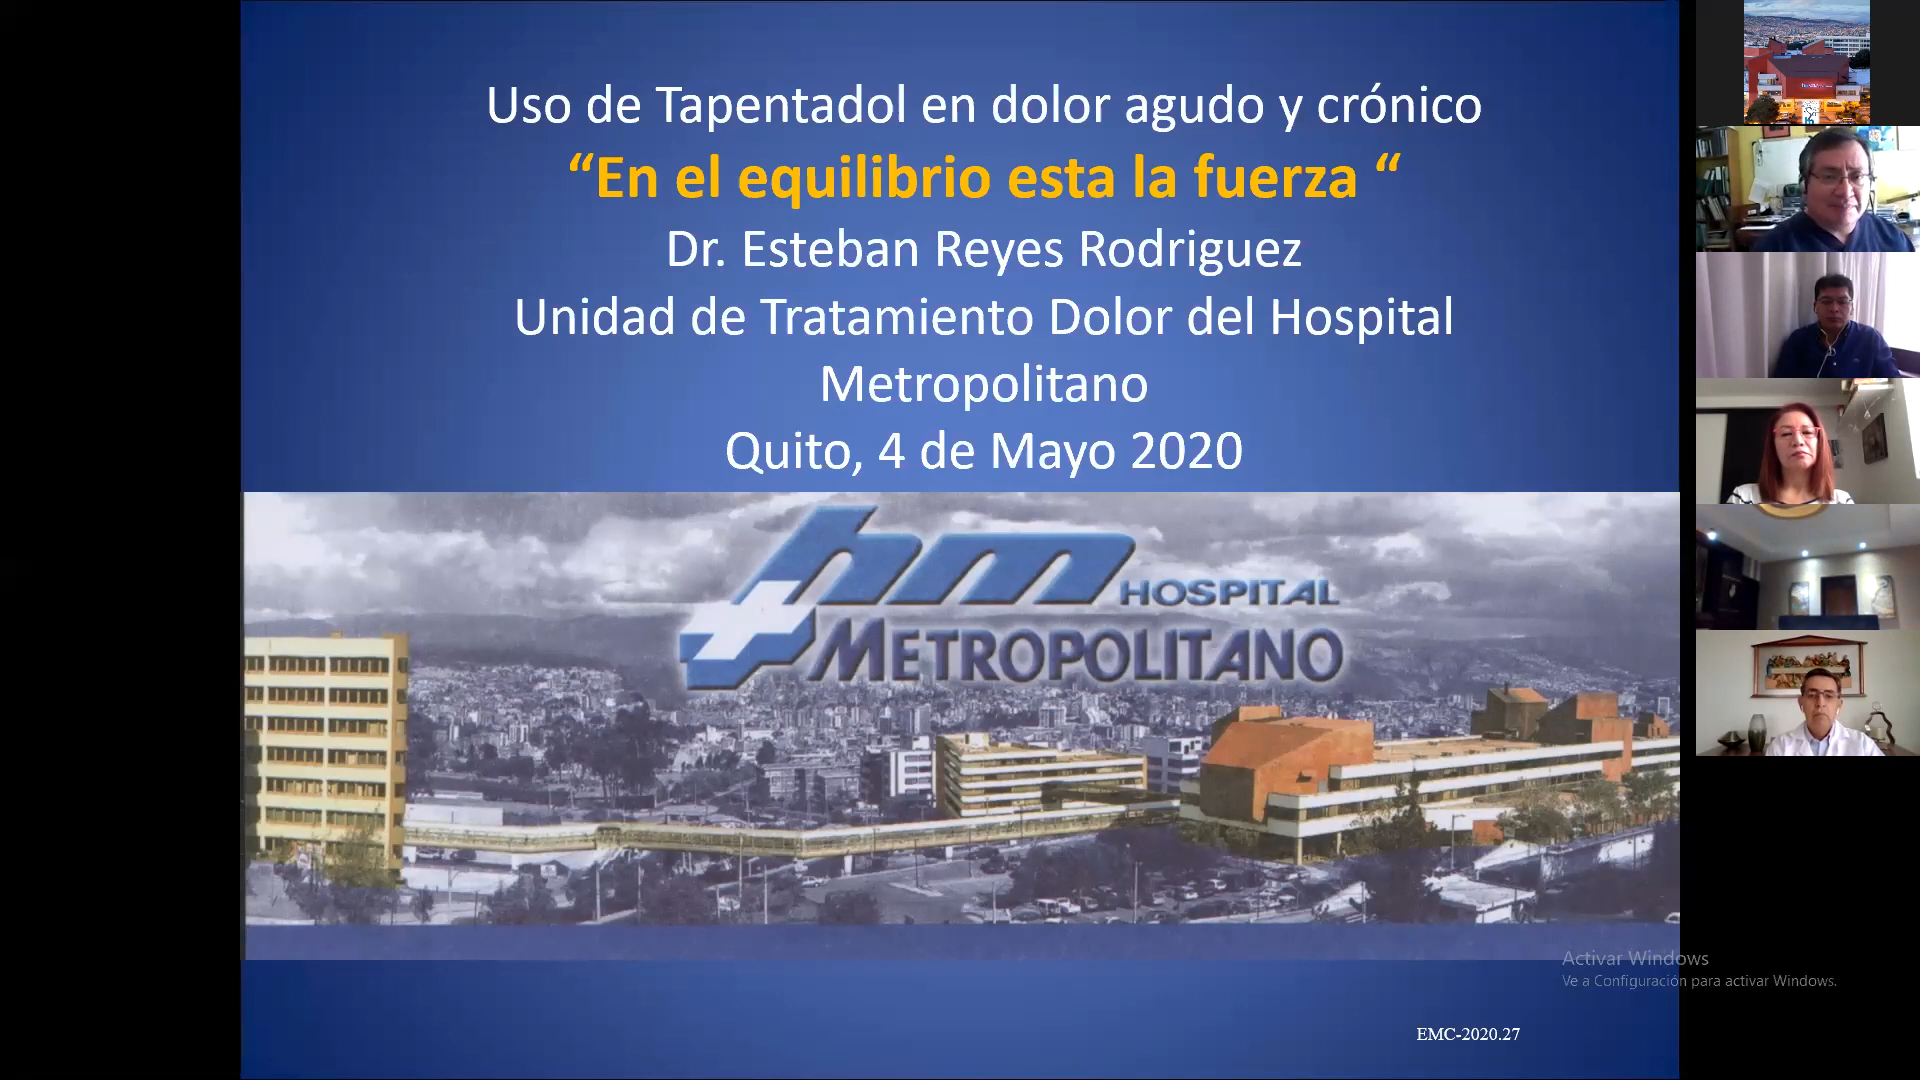 Uso de Tapentadol en dolor agudo y crónico
“En el equilibrio esta la fuerza “
Dr. Esteban Reyes Rodriguez
Unidad de Tratamiento Dolor del Hospital
Metropolitano
Quito, 4 de Mayo 2020
hm HOSPITAL
METROPOLITANO
Activar Windows
Ve a Configuración para activar Windows.
EMC-2020.27